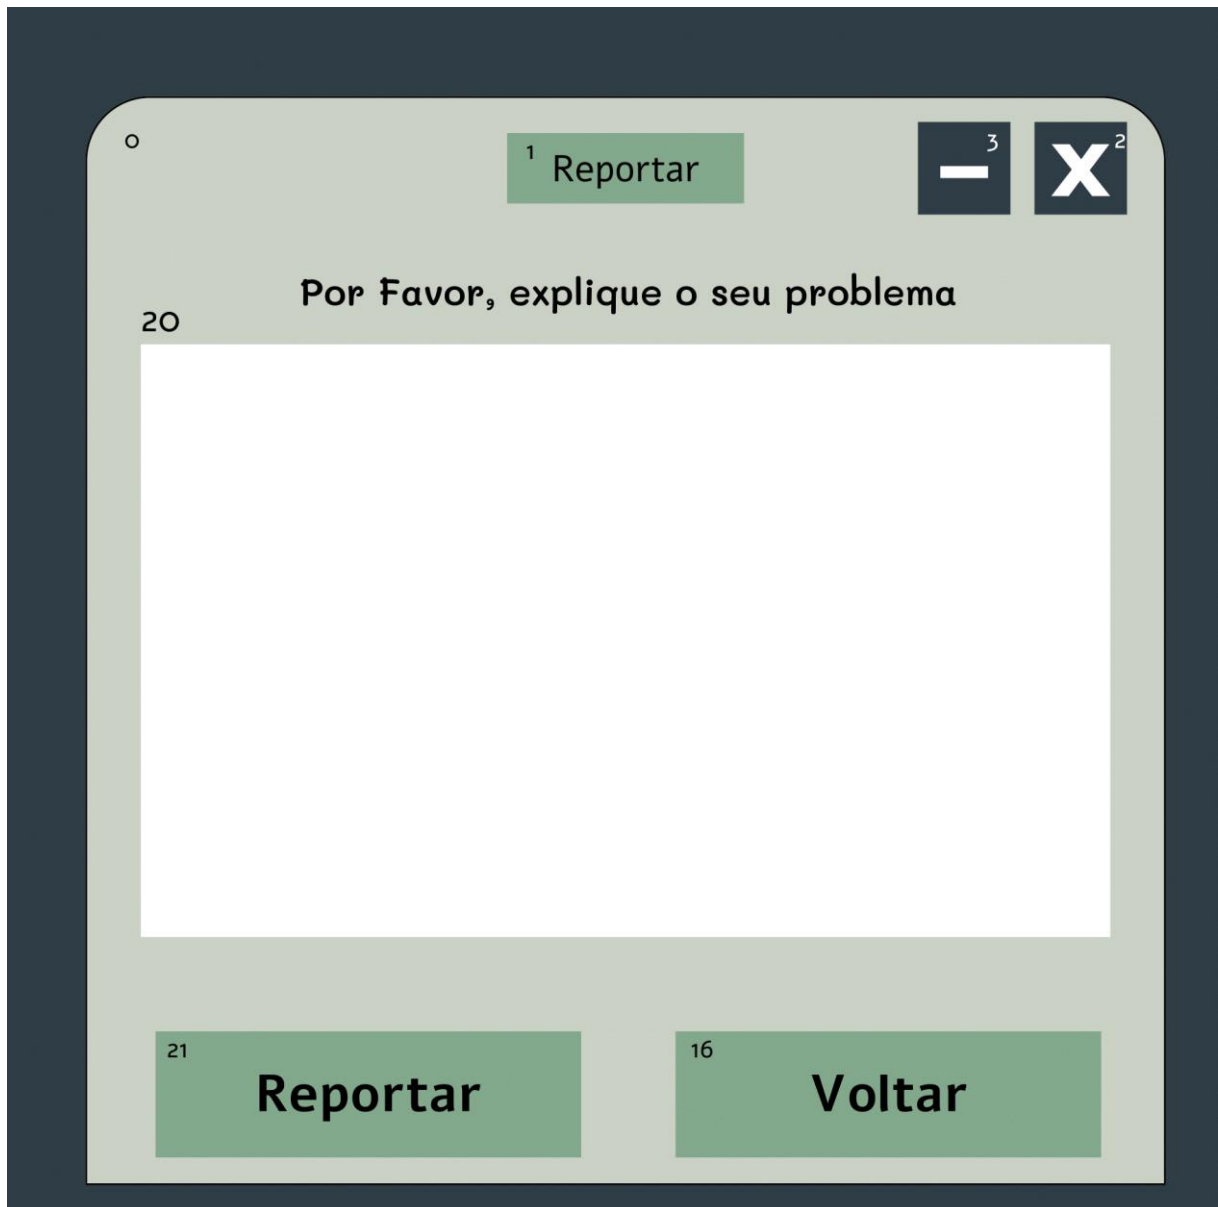 0
1 Reportar
– 3
X 2
Por Favor, explique o seu problema
20
21
Reportar
16
Voltar